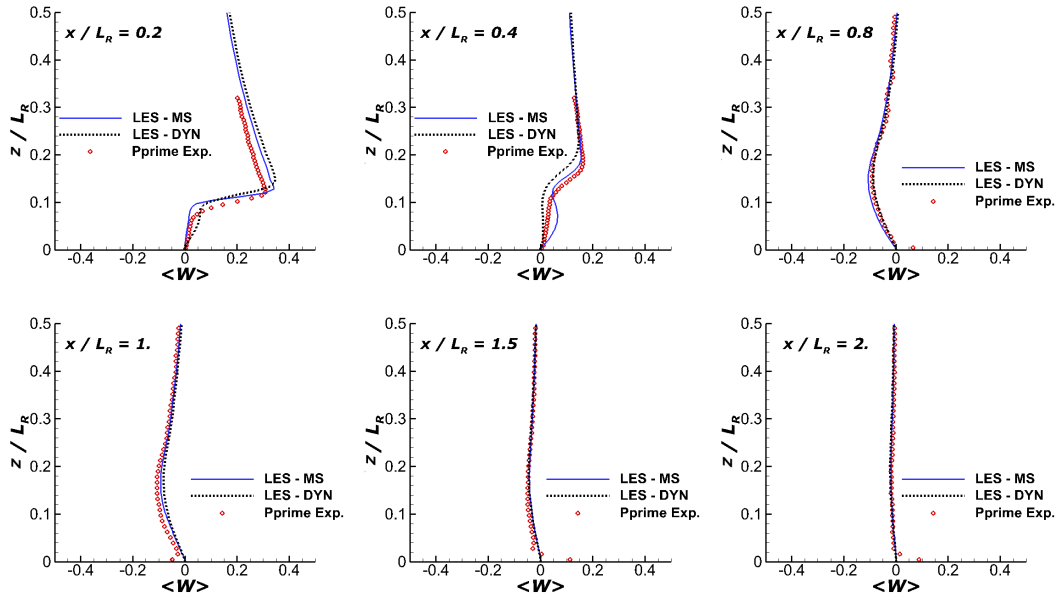 x / L_R = 0.2
z / L_R
0.5
0.4
0.3
0.2
0.1
0
LES - MS
LES - DYN
Pprime Exp.
-0.4 -0.2 0 0.2 0.4
<W>
x / L_R = 0.4
z / L_R
0.5
0.4
0.3
0.2
0.1
0
LES - MS
LES - DYN
Pprime Exp.
-0.4 -0.2 0 0.2 0.4
<W>
x / L_R = 0.8
z / L_R
0.5
0.4
0.3
0.2
0.1
0
LES - MS
LES - DYN
Pprime Exp.
-0.4 -0.2 0 0.2 0.4
<W>
x / L_R = 1.
z / L_R
0.5
0.4
0.3
0.2
0.1
0
LES - MS
LES - DYN
Pprime Exp.
-0.4 -0.2 0 0.2 0.4
<W>
x / L_R = 1.5
z / L_R
0.5
0.4
0.3
0.2
0.1
0
LES - MS
LES - DYN
Pprime Exp.
-0.4 -0.2 0 0.2 0.4
<W>
x / L_R = 2.
z / L_R
0.5
0.4
0.3
0.2
0.1
0
LES - MS
LES - DYN
Pprime Exp.
-0.4 -0.2 0 0.2 0.4
<W>